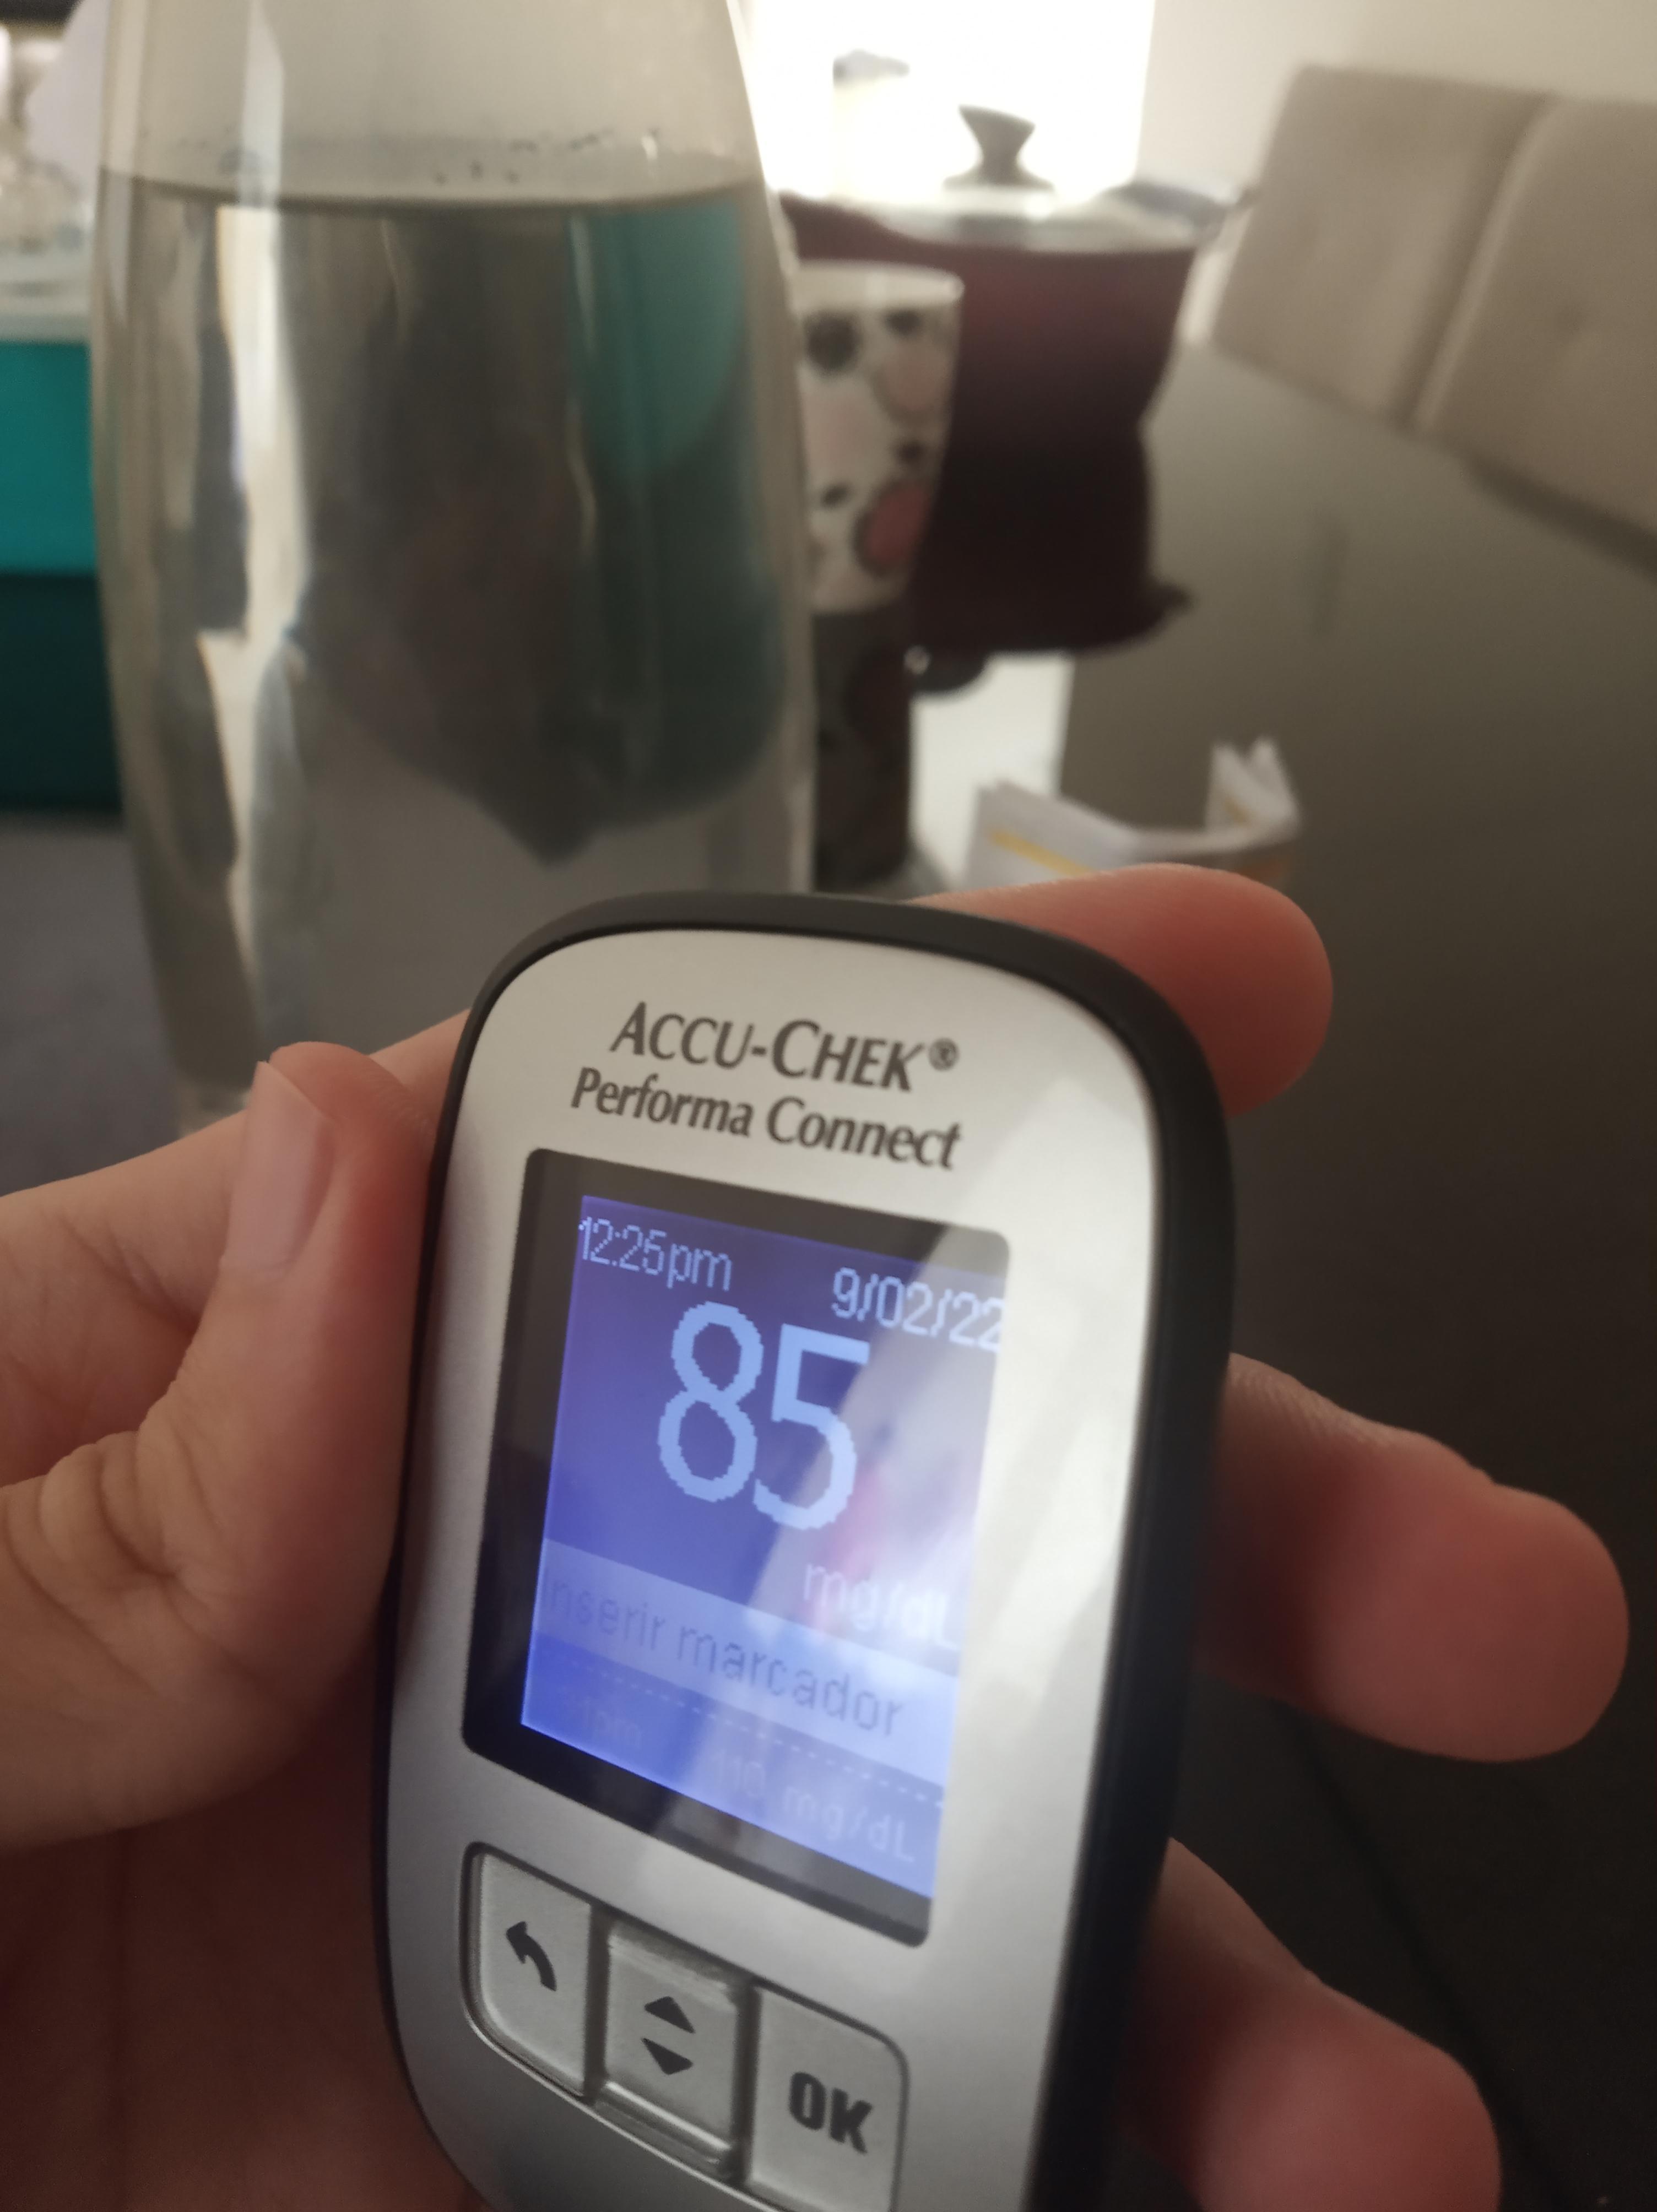 ACCU-CHEK®
Performa Connect
12:25pm 9/02/22
85
mg/dL
Inserir marcador
110 mg/dL
OK